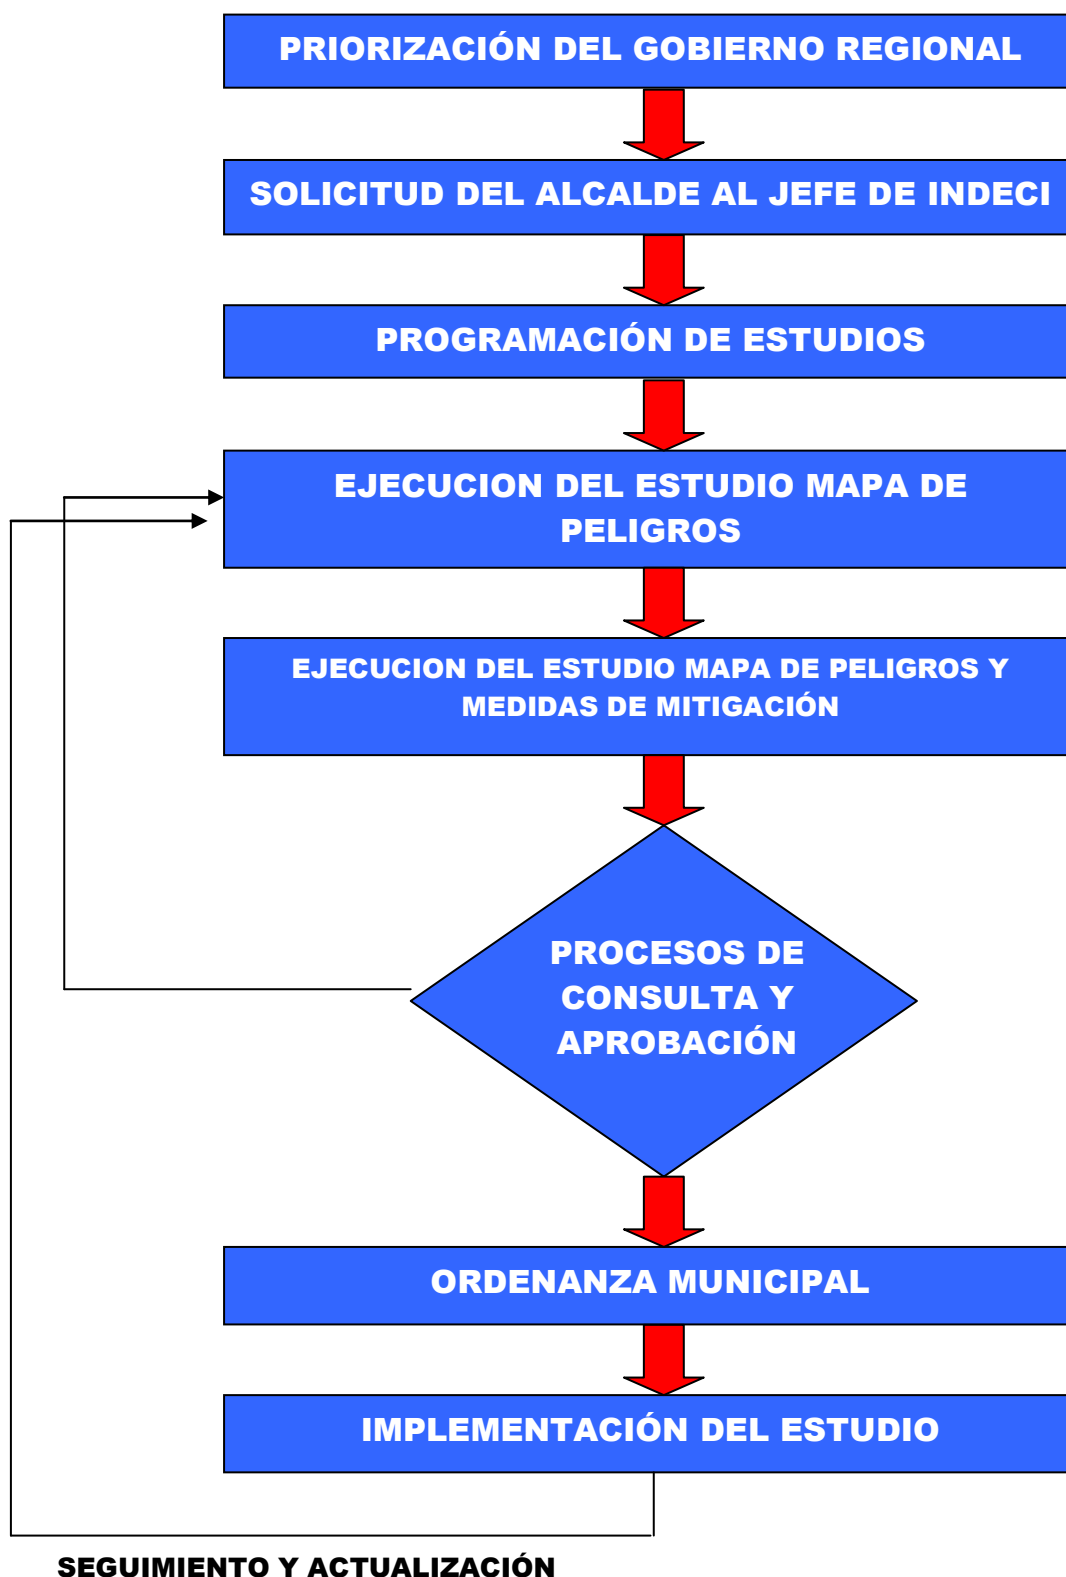 PRIORIZACIÓN DEL GOBIERNO REGIONAL
SOLICITUD DEL ALCALDE AL JEFE DE INDECI
PROGRAMACIÓN DE ESTUDIOS
EJECUCION DEL ESTUDIO MAPA DE
PELIGROS
EJECUCION DEL ESTUDIO MAPA DE PELIGROS Y
MEDIDAS DE MITIGACIÓN
PROCESOS DE
CONSULTA Y
APROBACIÓN
ORDENANZA MUNICIPAL
IMPLEMENTACIÓN DEL ESTUDIO
SEGUIMIENTO Y ACTUALIZACIÓN